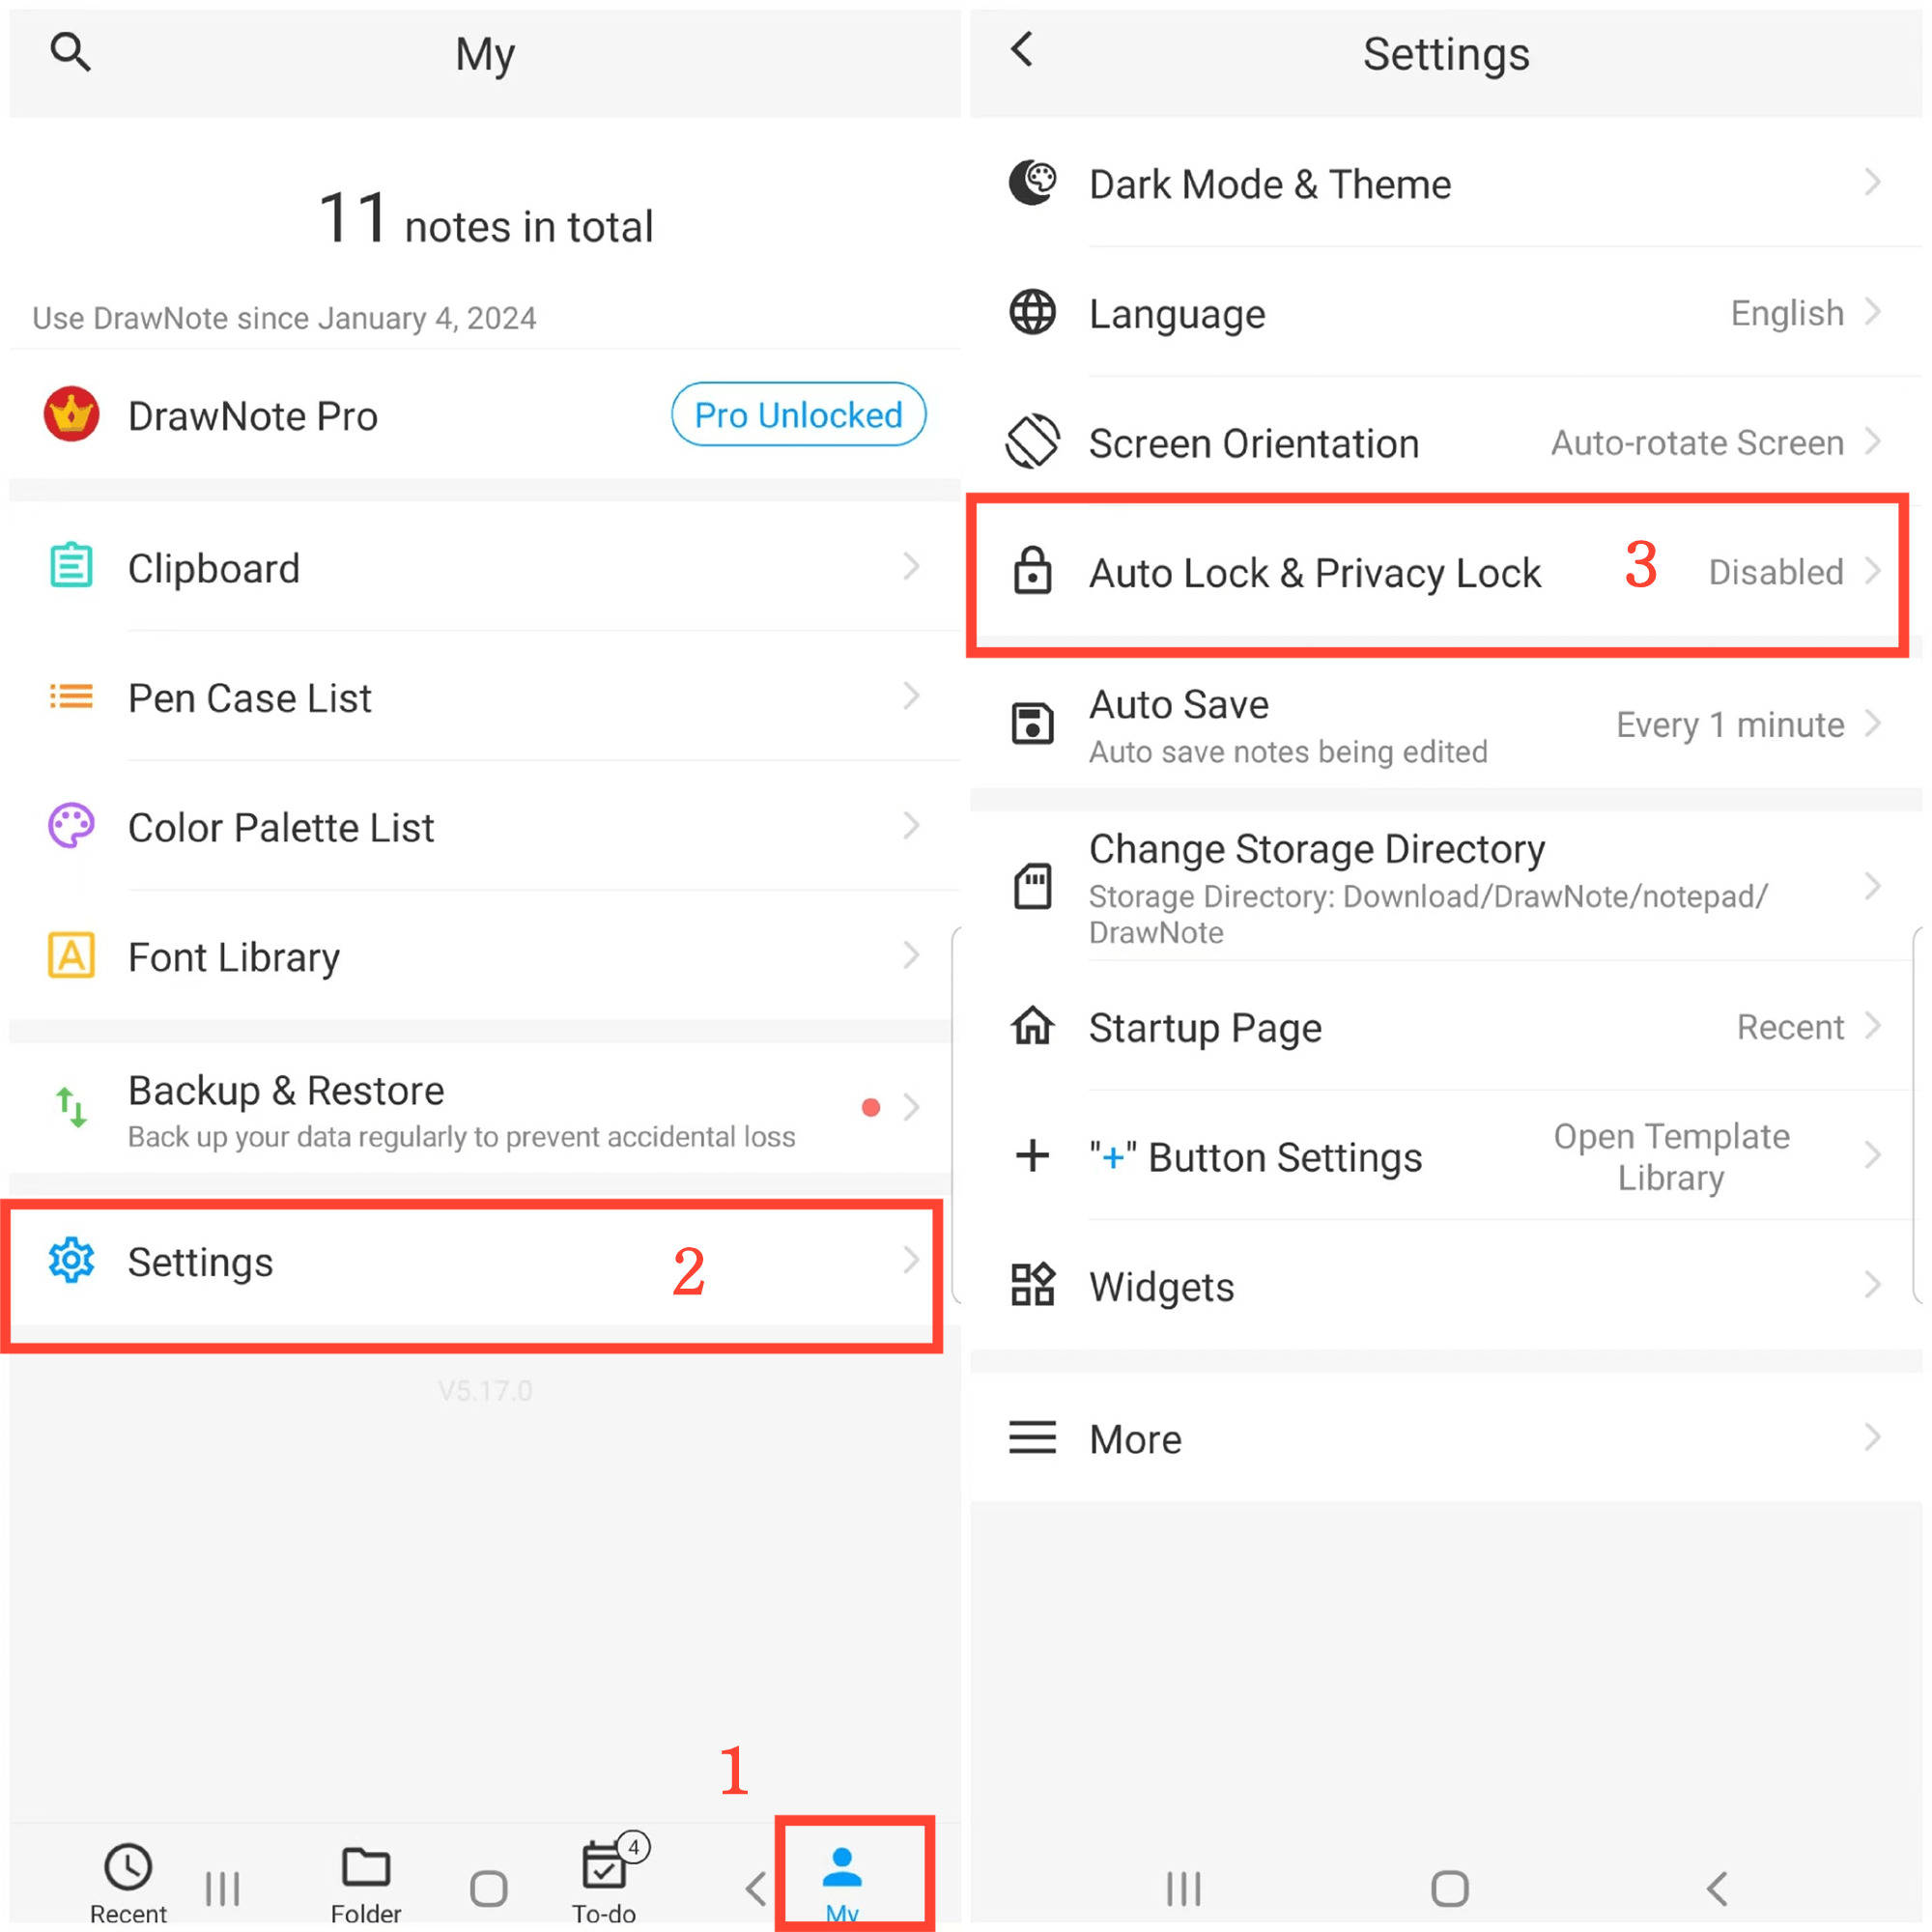 My
11 notes in total
Use DrawNote since January 4, 2024
DrawNote Pro
Pro Unlocked
Clipboard
Pen Case List
Color Palette List
Font Library
Backup & Restore
Back up your data regularly to prevent accidental loss
Settings
2
V5.17.0
1
4
Recent
Folder
To-do
My
Settings
Dark Mode & Theme
Language
English
Screen Orientation
Auto-rotate Screen
Auto Lock & Privacy Lock
3
Disabled
Auto Save
Auto save notes being edited
Every 1 minute
Change Storage Directory
Storage Directory: Download/DrawNote/notepad/
DrawNote
Startup Page
Recent
"+" Button Settings
Open Template
Library
Widgets
More